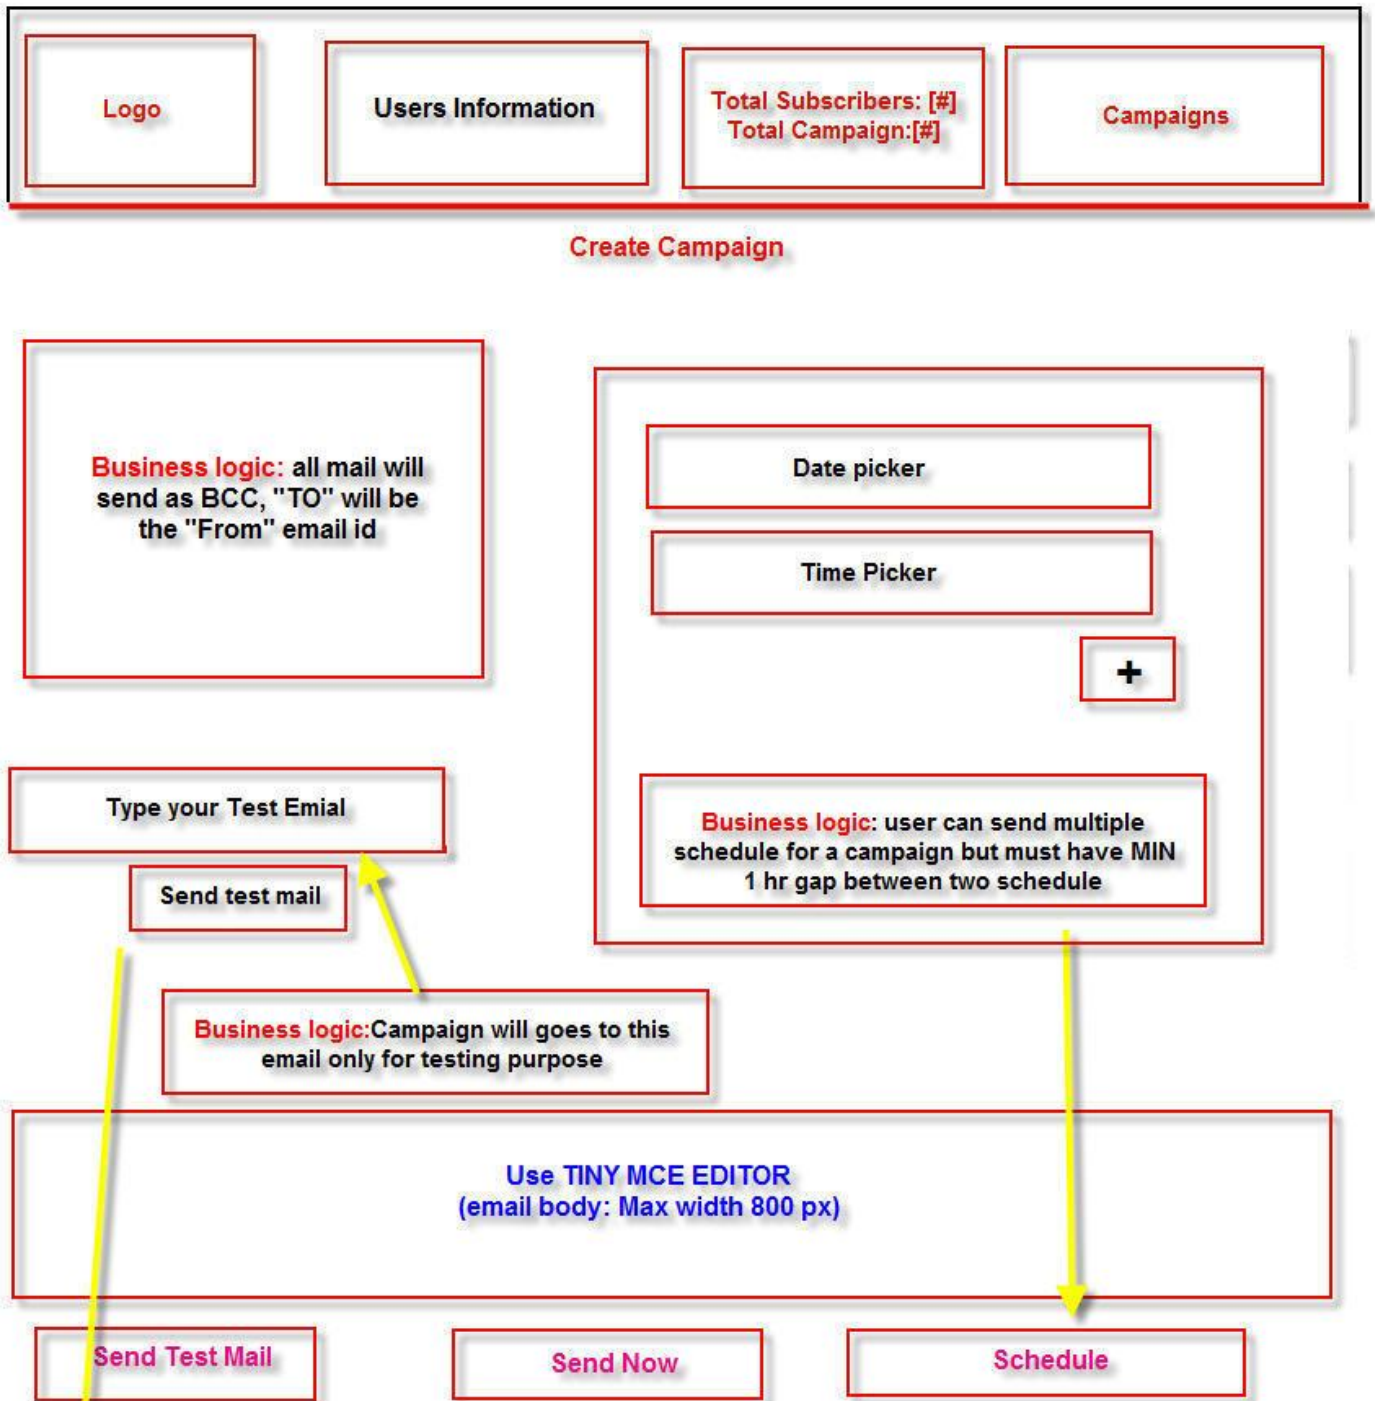 Logo
Users Information
Total Subscribers: [#]
Total Campaign:[#]
Campaigns
Create Campaign
Business logic: all mail will
send as BCC, "TO" will be
the "From" email id
Date picker
Time Picker
+
Type your Test Emial
Send test mail
Business logic: user can send multiple
schedule for a campaign but must have MIN
1 hr gap between two schedule
Business logic:Campaign will goes to this
email only for testing purpose
Use TINY MCE EDITOR
(email body: Max width 800 px)
Send Test Mail
Send Now
Schedule